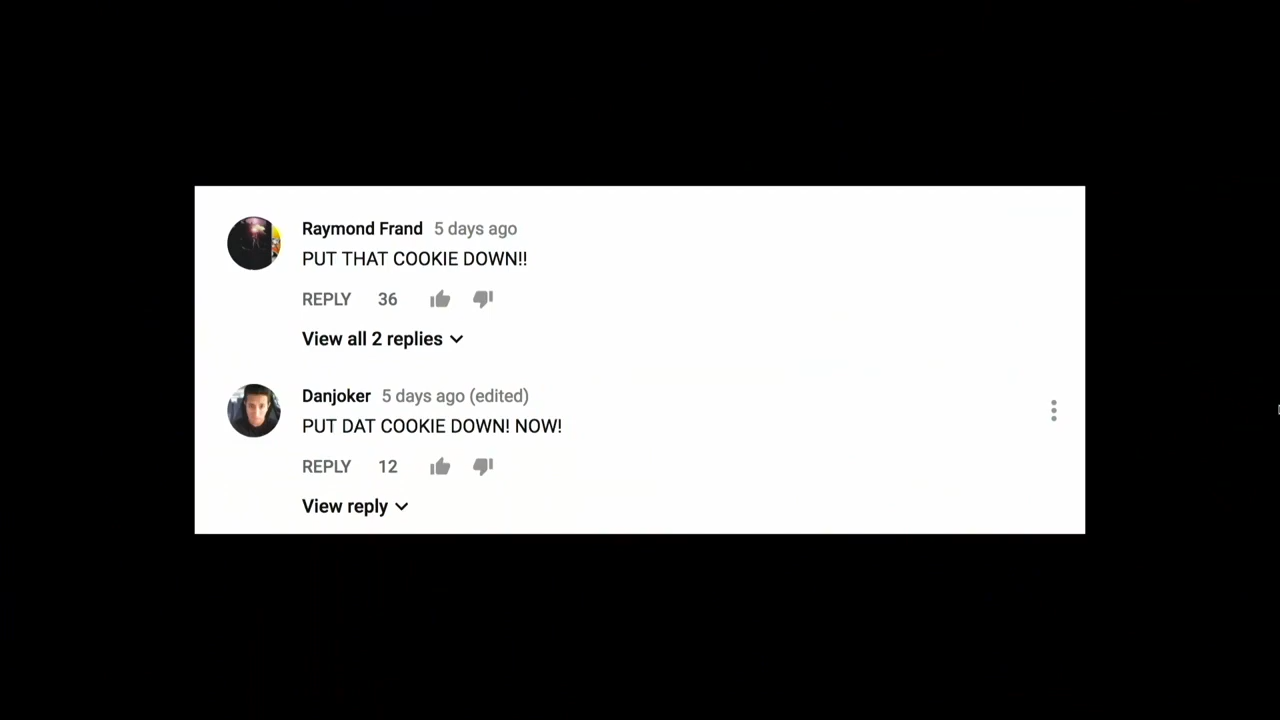 Raymond Frand 5 days ago
PUT THAT COOKIE DOWN!!
REPLY 36
View all 2 replies
Danjoker 5 days ago (edited)
PUT DAT COOKIE DOWN! NOW!
REPLY 12
View reply